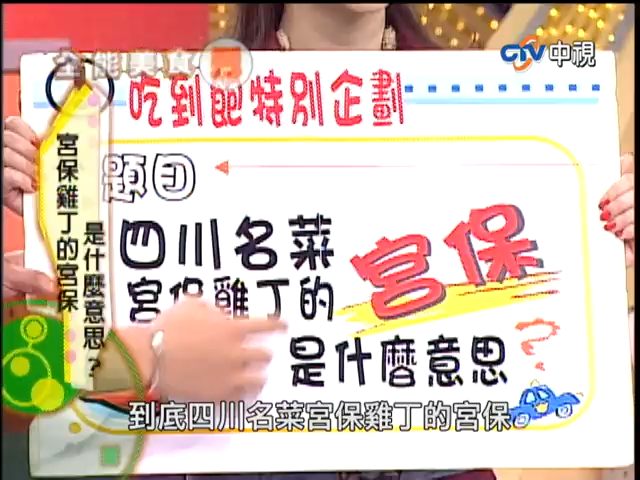 全能美食
CTV中視
吃到飽特別企劃
題目
四川名菜
宮保雞丁的
宮保
是什麼意思?
宮保雞丁的宮保
是什麼意思?
到底四川名菜宮保雞丁的宮保